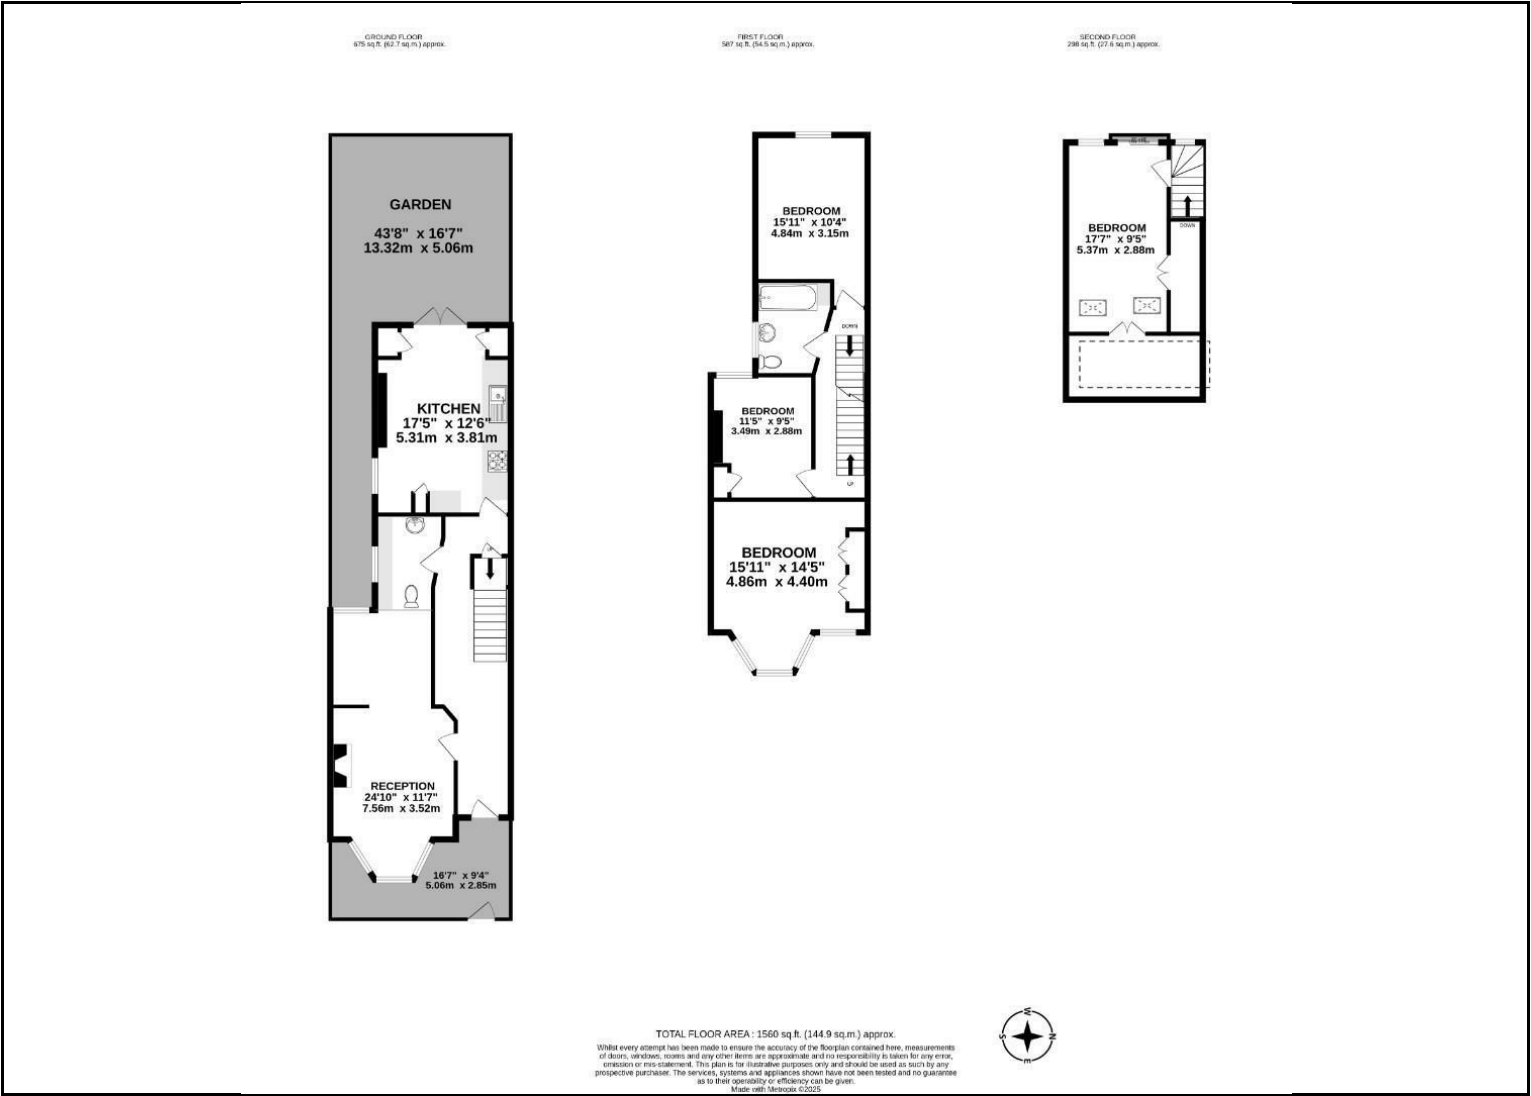 GROUND FLOOR
675 sq.ft. (62.7 sq.m.) approx.
FIRST FLOOR
587 sq.ft. (54.5 sq.m.) approx.
SECOND FLOOR
298 sq.ft. (27.6 sq.m.) approx.
GARDEN
43'8" x 16'7"
13.32m x 5.06m
KITCHEN
17'5" x 12'6"
5.31m x 3.81m
RECEPTION
24'10" x 11'7"
7.56m x 3.52m
16'7" x 9'4"
5.06m x 2.85m
BEDROOM
15'11" x 10'4"
4.84m x 3.15m
DOWN
BEDROOM
11'5" x 9'5"
3.49m x 2.88m
UP
BEDROOM
15'11" x 14'5"
4.86m x 4.40m
BEDROOM
17'7" x 9'5"
5.37m x 2.88m
DOWN
TOTAL FLOOR AREA : 1560 sq.ft. (144.9 sq.m.) approx.
Whilst every attempt has been made to ensure the accuracy of the floorplan contained here, measurements
of doors, windows, rooms and any other items are approximate and no responsibility is taken for any error,
omission or mis-statement. This plan is for illustrative purposes only and should be used as such by any
prospective purchaser. The services, systems and appliances shown have not been tested and no guarantee
as to their operability or efficiency can be given.
Made with Metropix ©2025
W
S
N
E